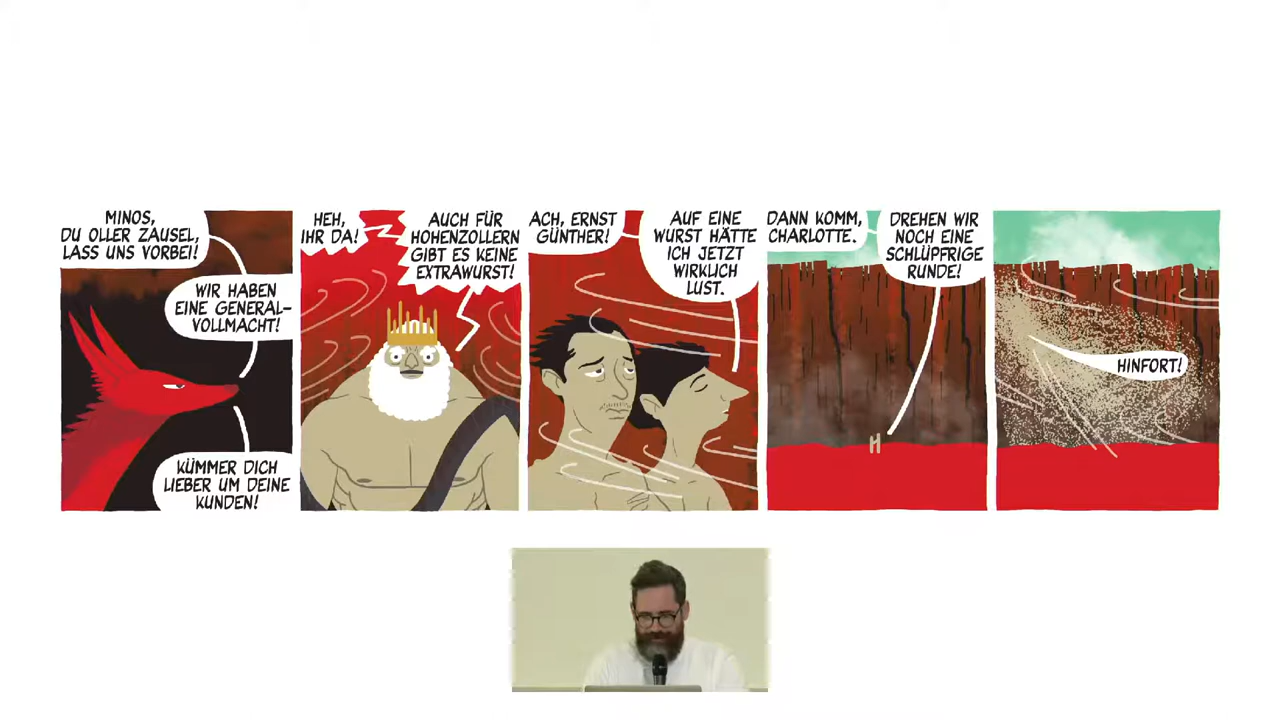 MINOS,
DU OLLER ZAUSEL,
LASS UNS VORBEI!
WIR HABEN
EINE GENERAL-
VOLLMACHT!
KÜMMER DICH
LIEBER UM DEINE
KUNDEN!
HEH,
IHR DA!
AUCH FÜR
HOHENZOLLERN
GIBT ES KEINE
EXTRAWURST!
ACH, ERNST
GÜNTHER!
AUF EINE
WURST HÄTTE
ICH JETZT
WIRKLICH
LUST.
DANN KOMM,
CHARLOTTE.
DREHEN WIR
NOCH EINE
SCHLÜPFRIGE
RUNDE!
HINFORT!